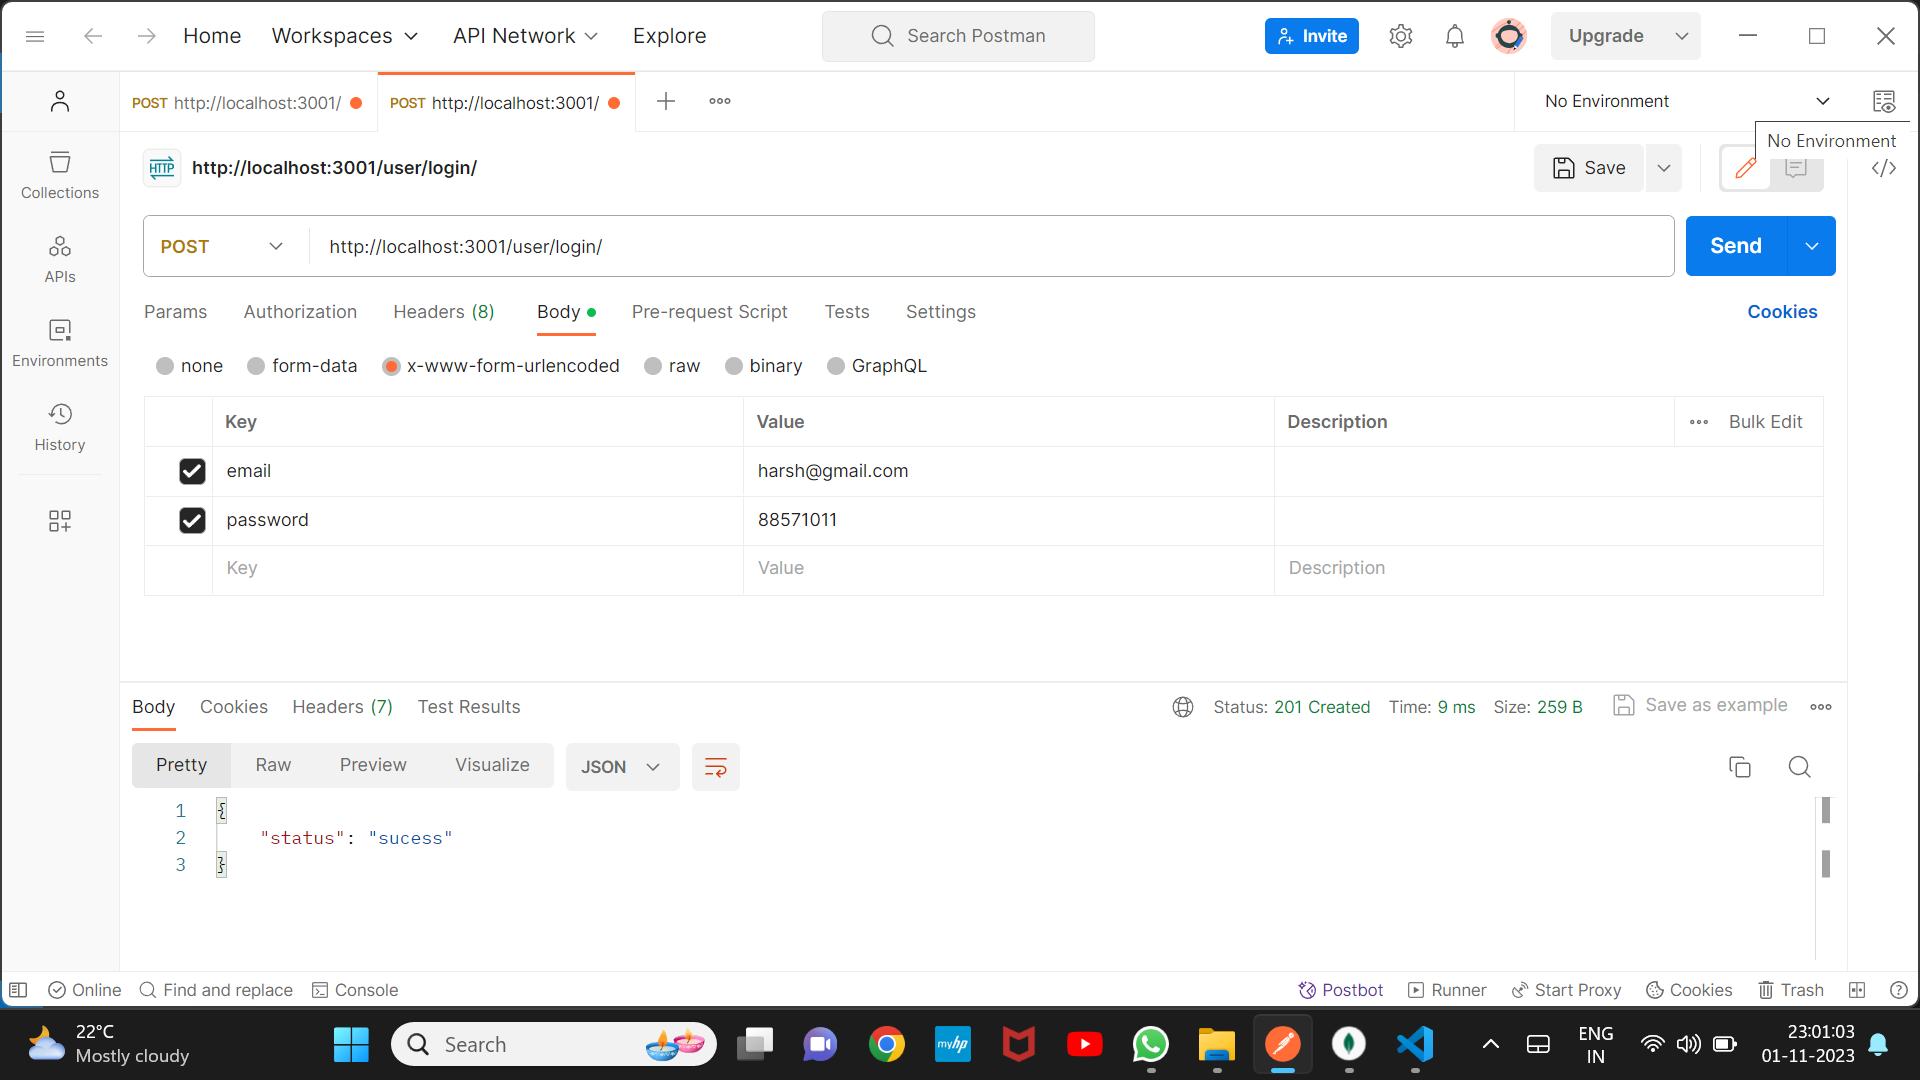 Home Workspaces API Network Explore Search Postman Invite Upgrade
POST http://localhost:3001/ POST http://localhost:3001/ No Environment
No Environment
HTTP http://localhost:3001/user/login/ Save
POST http://localhost:3001/user/login/ Send
Params Authorization Headers (8) Body Pre-request Script Tests Settings Cookies
none form-data x-www-form-urlencoded raw binary GraphQL
Key Value Description Bulk Edit
email harsh@gmail.com
password 88571011
Key Value Description
Collections
APIs
Environments
History
Body Cookies Headers (7) Test Results Status: 201 Created Time: 9 ms Size: 259 B Save as example
Pretty Raw Preview Visualize JSON
1 {
2 "status": "sucess"
3 }
Online Find and replace Console Postbot Runner Start Proxy Cookies Trash
22°C
Mostly cloudy
Search
myhp
ENG
IN
23:01:03
01-11-2023